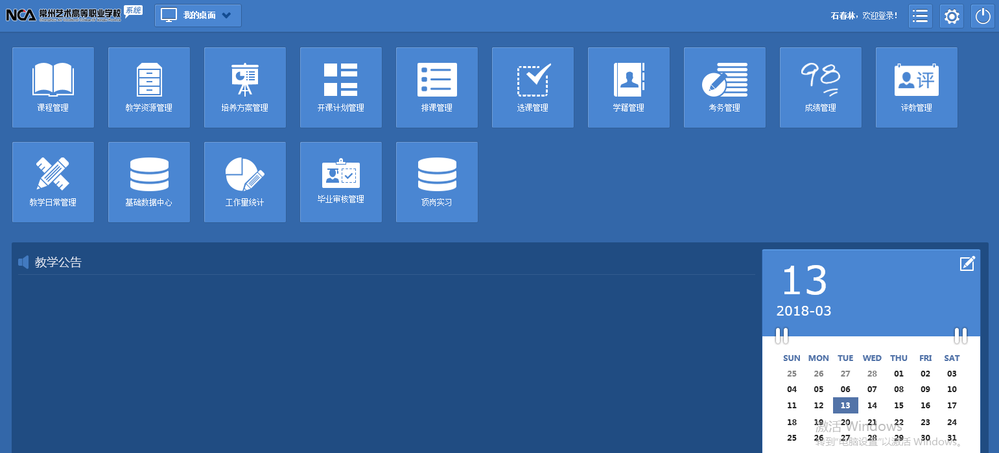 NCA 常州艺术高等职业学校 系统 我的桌面 石春林，欢迎登录！
课程管理 教学资源管理 培养方案管理 开课计划管理 排课管理 选课管理 学籍管理 考务管理 98 成绩管理 评 评教管理
教学日常管理 基础数据中心 工作量统计 毕业审核管理 顶岗实习
教学公告
13
2018-03
SUN MON TUE WED THU FRI SAT
25 26 27 28 01 02 03
04 05 06 07 08 09 10
11 12 13 14 15 16 17
18 19 20 21 22 23 24
25 26 27 28 29 30 31
激活 Windows
转到"电脑设置"以激活 Windows。